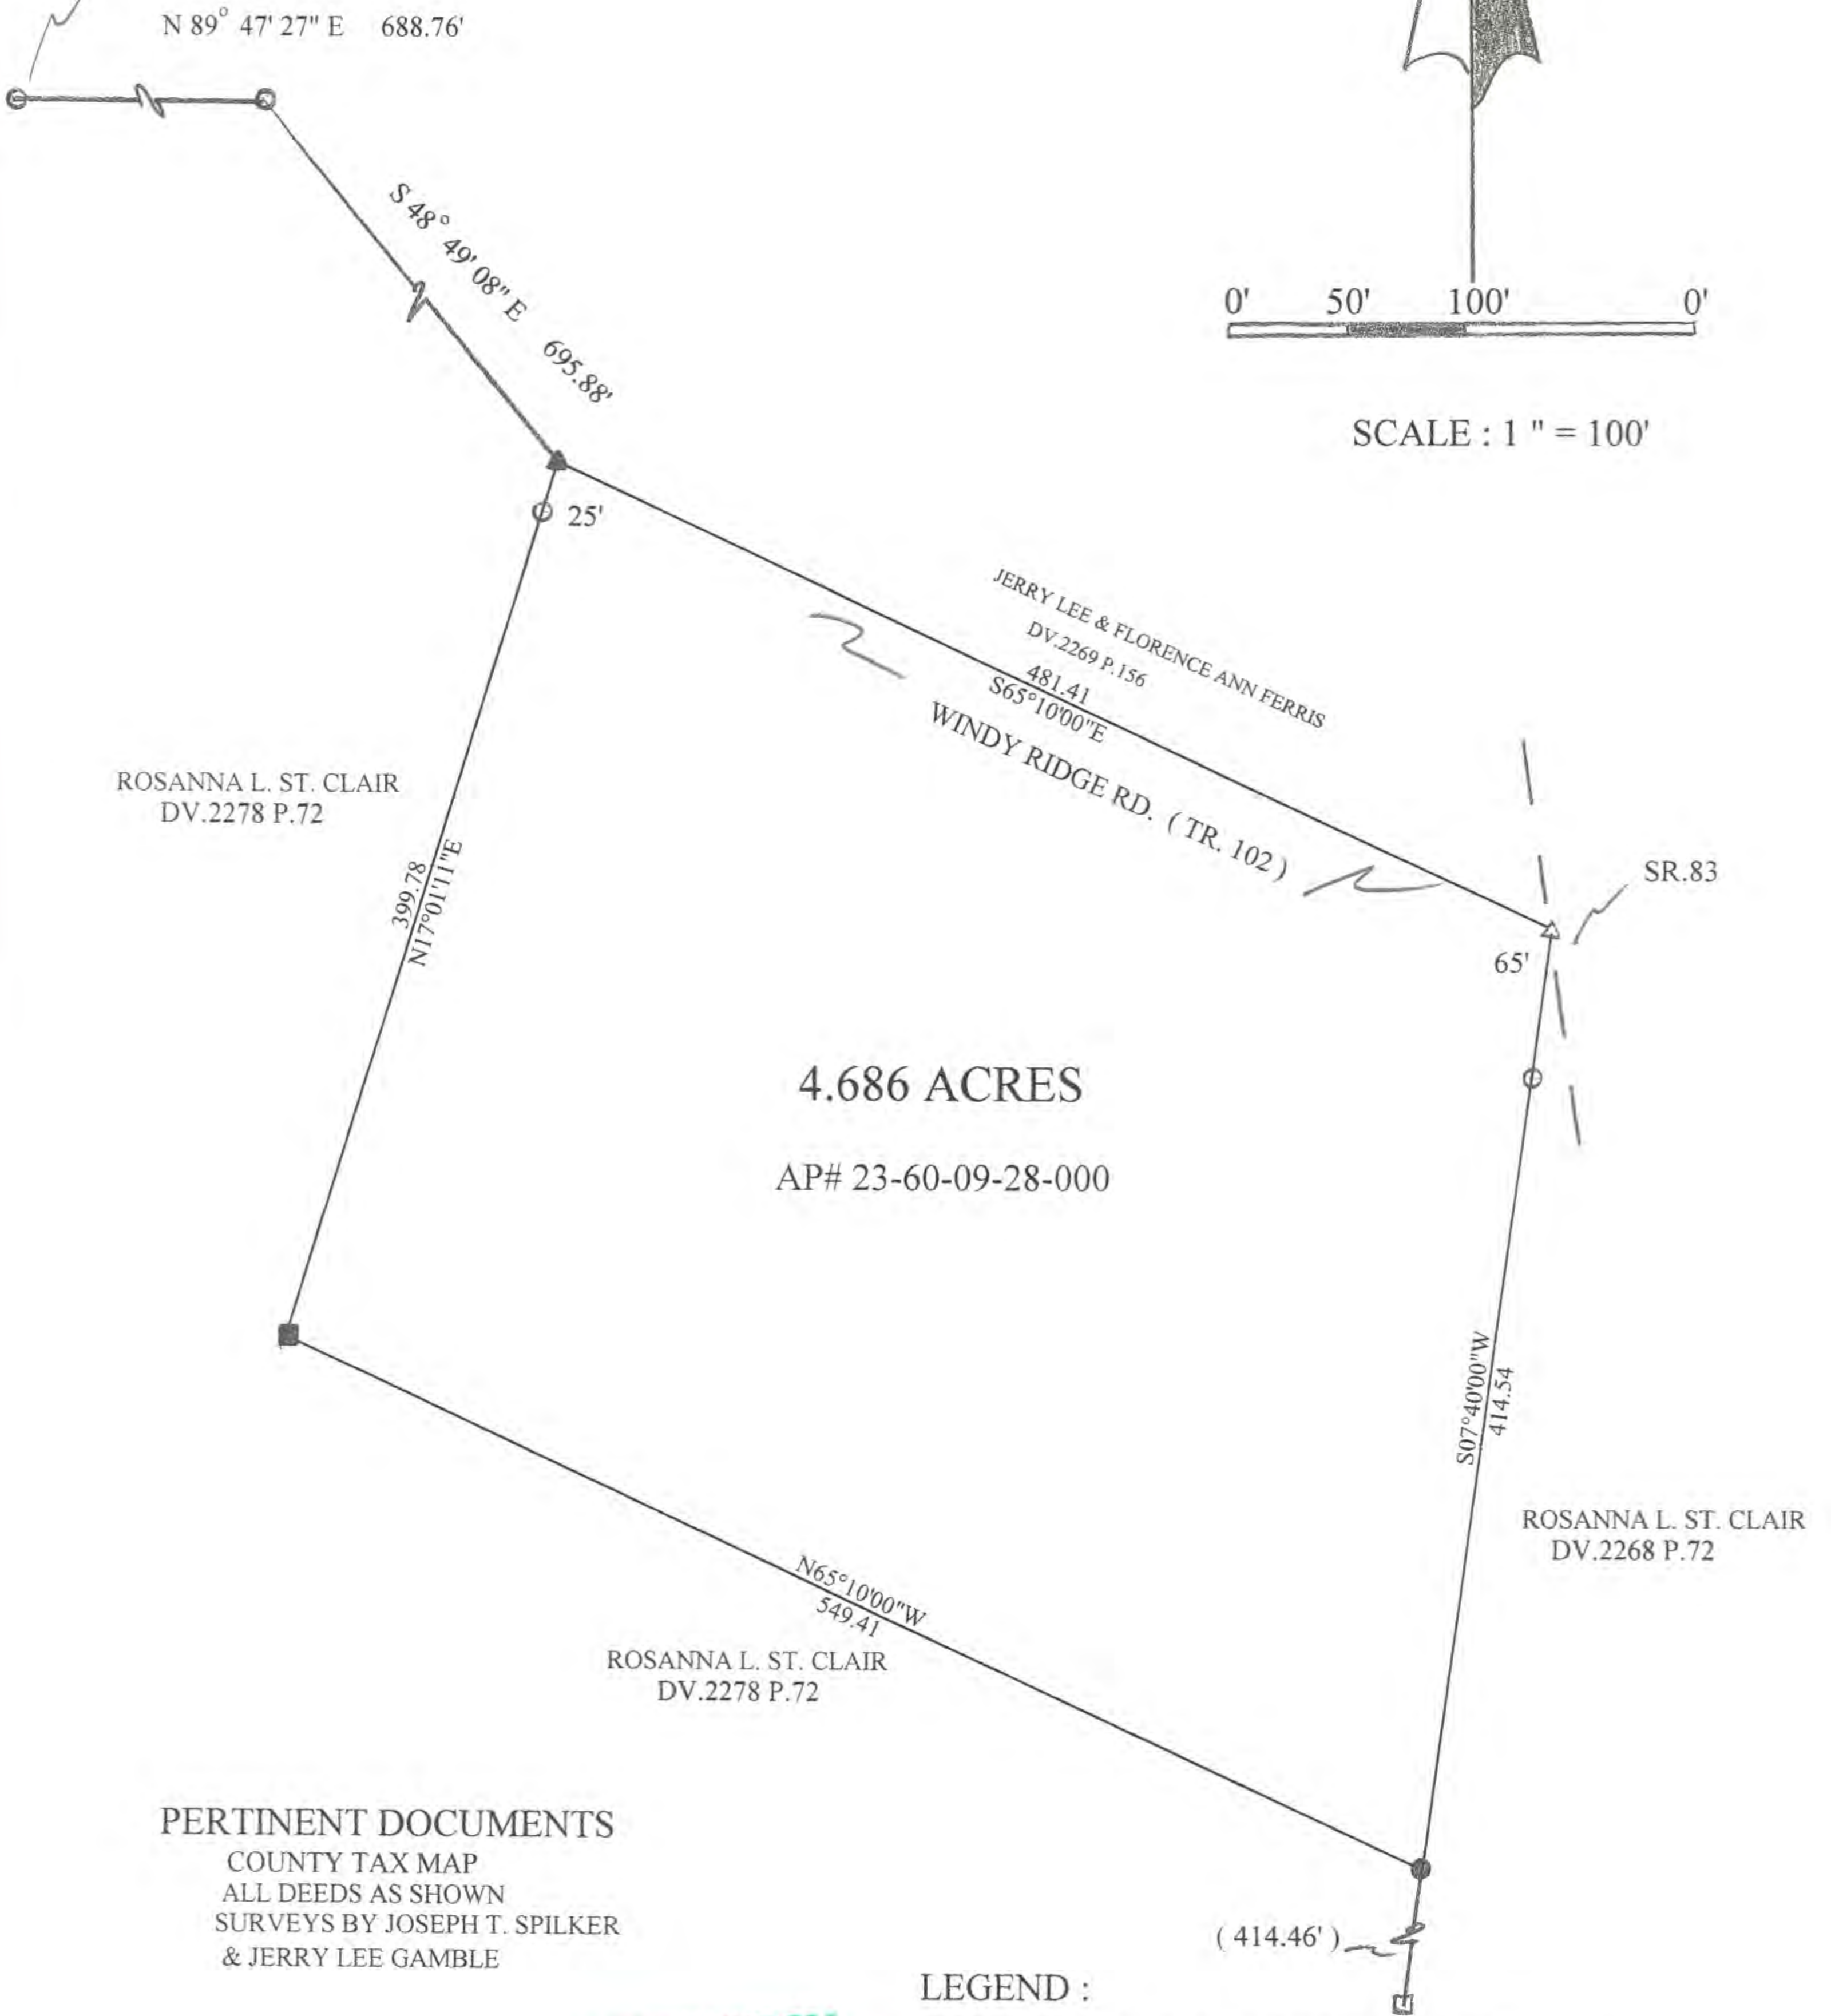 N 89° 47' 27" E 688.76'
S 48° 49' 08" E 695.88'
0' 50' 100' 0'
SCALE : 1 " = 100'
25'
JERRY LEE & FLORENCE ANN FERRIS
DV.2269 P.156
481.41
S65°10'00"E
WINDY RIDGE RD. ( TR. 102 )
ROSANNA L. ST. CLAIR
DV.2278 P.72
399.78
N17°01'11"E
SR.83
65'
4.686 ACRES
AP# 23-60-09-28-000
S07°40'00"W
414.54
ROSANNA L. ST. CLAIR
DV.2268 P.72
N65°10'00"W
549.41
ROSANNA L. ST. CLAIR
DV.2278 P.72
PERTINENT DOCUMENTS
COUNTY TAX MAP
ALL DEEDS AS SHOWN
SURVEYS BY JOSEPH T. SPILKER
& JERRY LEE GAMBLE
( 414.46' )
LEGEND :